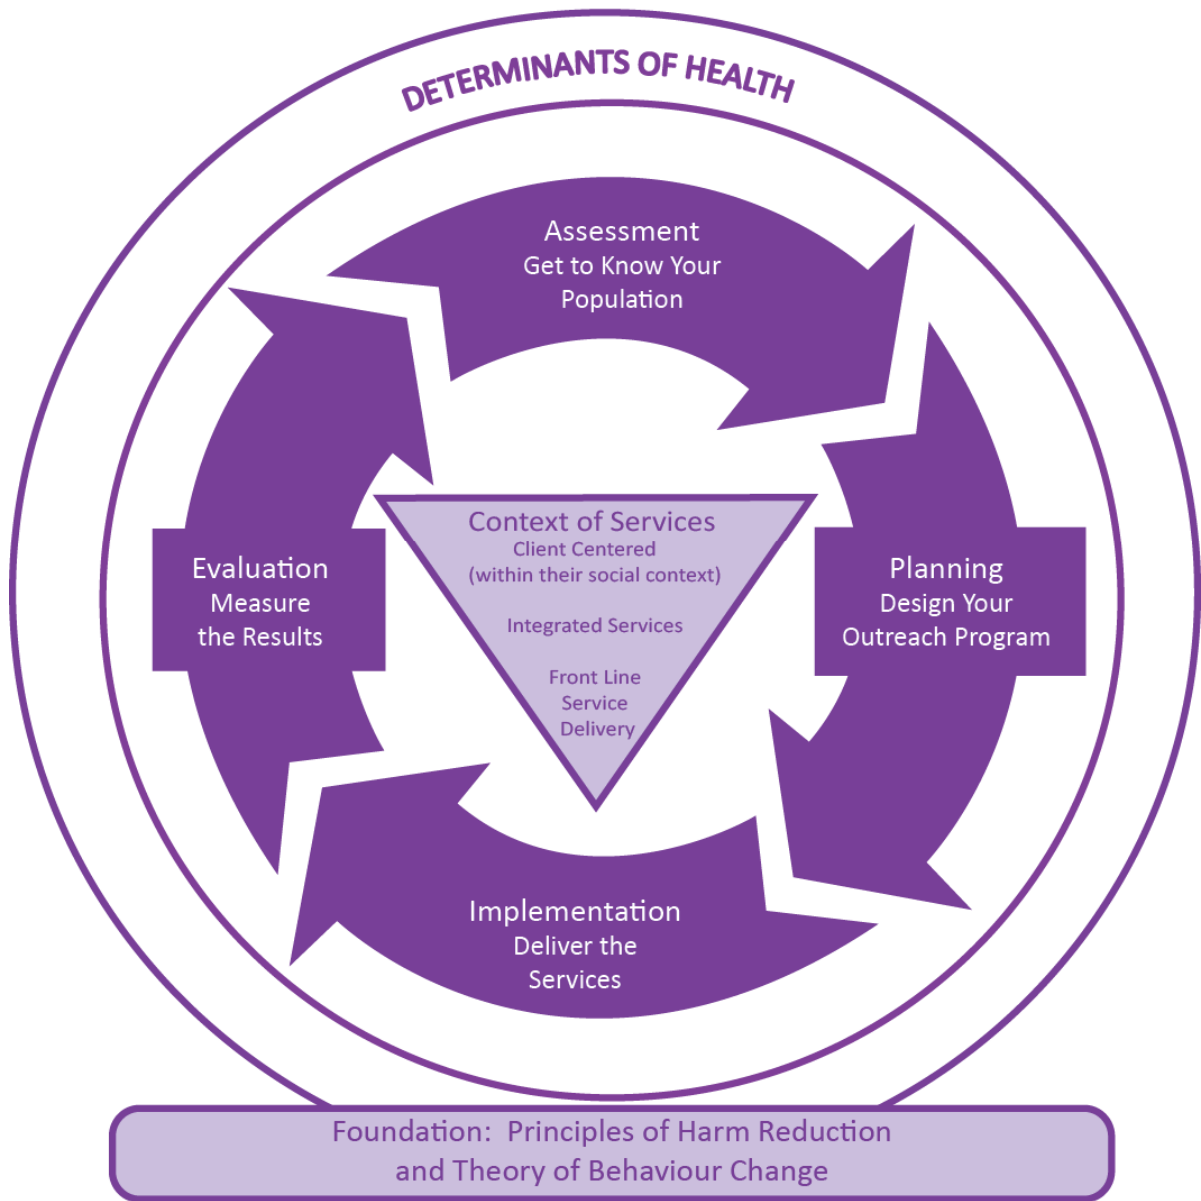 DETERMINANTS OF HEALTH
Assessment
Get to Know Your
Population
Planning
Design Your
Outreach Program
Implementation
Deliver the
Services
Evaluation
Measure
the Results
Context of Services
Client Centered
(within their social context)
Integrated Services
Front Line
Service
Delivery
Foundation: Principles of Harm Reduction
and Theory of Behaviour Change